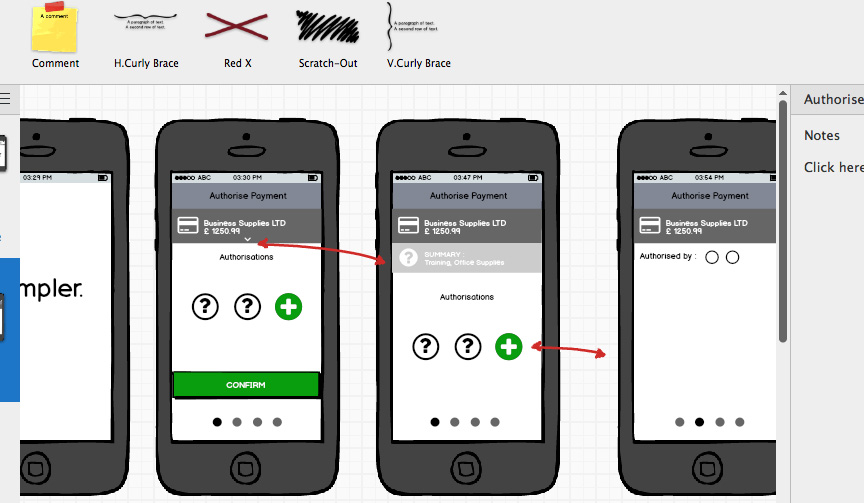 A comment
A paragraph of text.
A second row of text.
A paragraph of text.
A second row of text.
Comment
H.Curly Brace
Red X
Scratch-Out
V.Curly Brace
Authorise
Notes
Click here
03:29 PM
mpler.
ABC 03:30 PM
Authorise Payment
Business Supplies LTD
£ 1250.99
Authorisations
? ? +
CONFIRM
ABC 03:47 PM
Authorise Payment
Business Supplies LTD
£ 1250.99
? SUMMARY :
Training, Office Supplies
Authorisations
? ? +
ABC 03:54 PM
Authorise Payment
Business Supplies LTD
£ 1250.99
Authorised by :